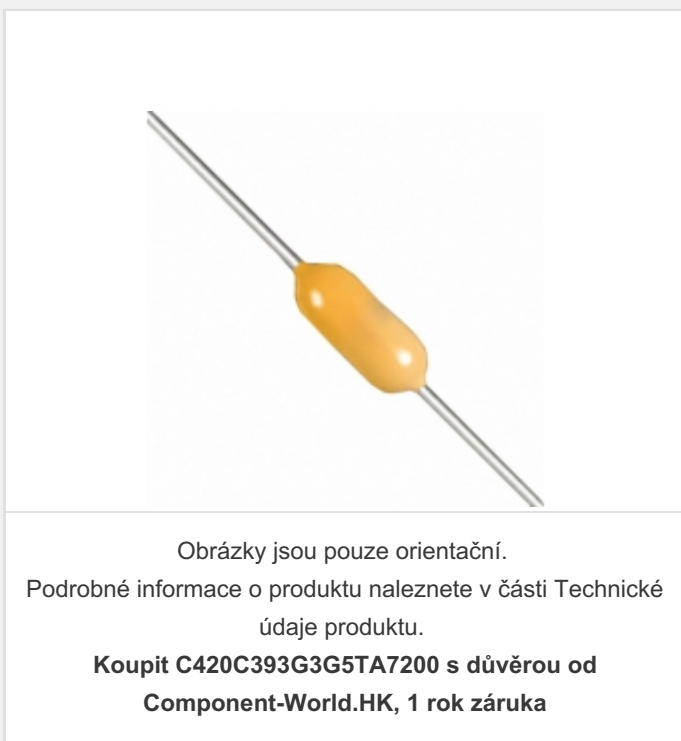 Obrázky jsou pouze orientační.
Podrobné informace o produktu naleznete v části Technické
údaje produktu.
Koupit C420C393G3G5TA7200 s důvěrou od
Component-World.HK, 1 rok záruka